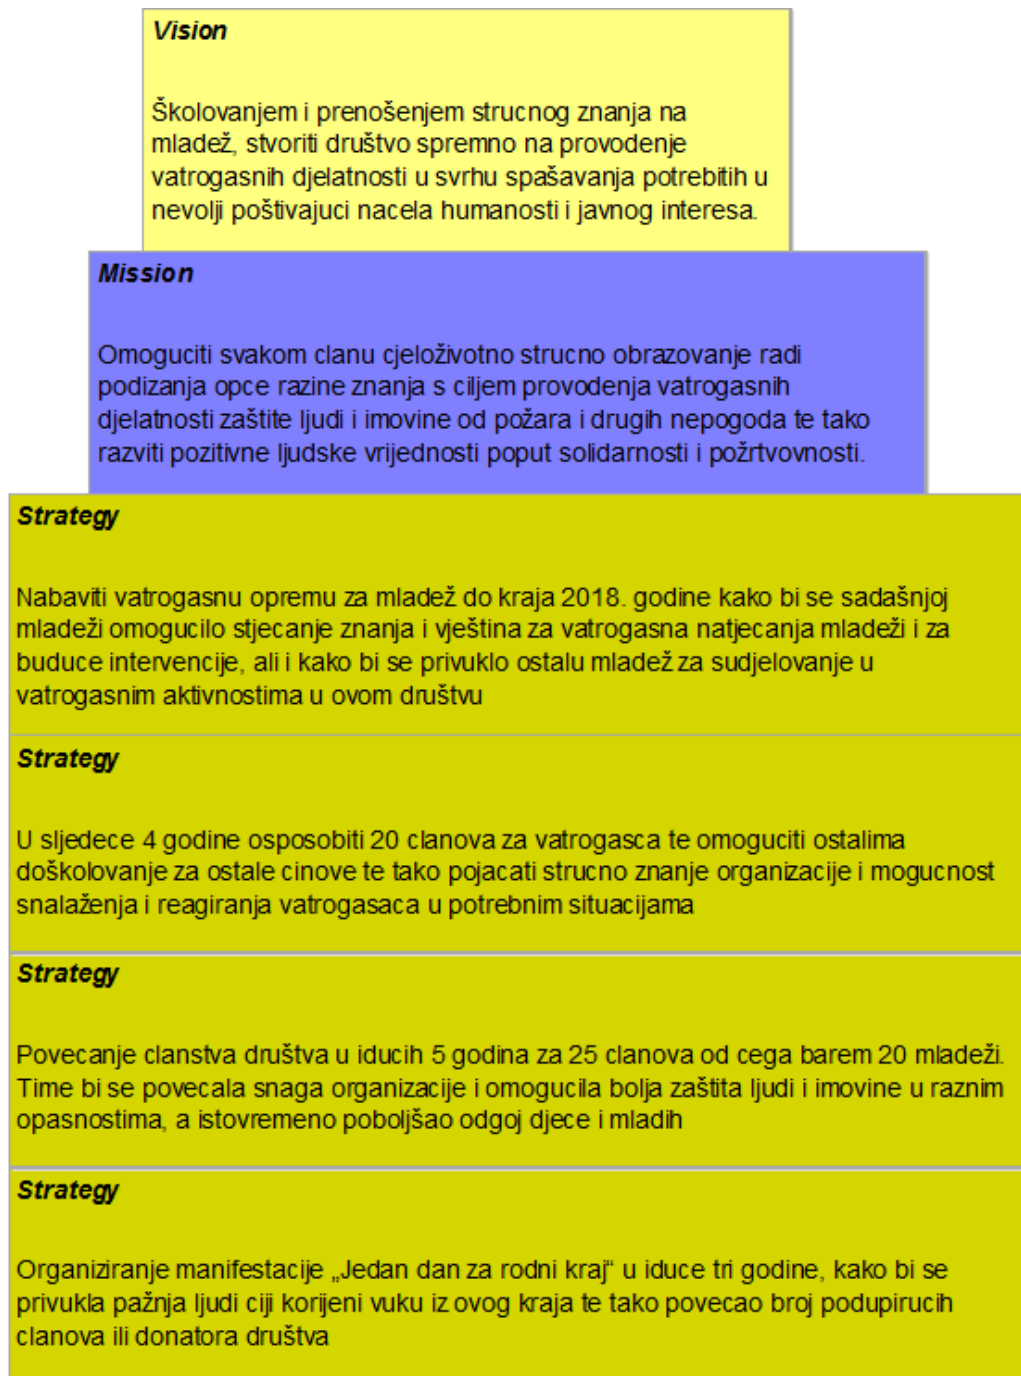 Vision
Školovanjem i prenošenjem strucnog znanja na
mladež, stvoriti društvo spremno na provodenje
vatrogasnih djelatnosti u svrhu spašavanja potrebitih u
nevolji poštivajuci nacela humanosti i javnog interesa.
Mission
Omoguciti svakom clanu cjeloživotno strucno obrazovanje radi
podizanja opce razine znanja s ciljem provodenja vatrogasnih
djelatnosti zaštite ljudi i imovine od požara i drugih nepogoda te tako
razviti pozitivne ljudske vrijednosti poput solidarnosti i požrtvovnosti.
Strategy
Nabaviti vatrogasnu opremu za mladež do kraja 2018. godine kako bi se sadašnjoj
mladeži omogucilo stjecanje znanja i vještina za vatrogasna natjecanja mladeži i za
buduce intervencije, ali i kako bi se privuklo ostalu mladež za sudjelovanje u
vatrogasnim aktivnostima u ovom društvu
Strategy
U sljedece 4 godine osposobiti 20 clanova za vatrogasca te omoguciti ostalima
doškolovanje za ostale cinove te tako pojacati strucno znanje organizacije i mogucnost
snalaženja i reagiranja vatrogasaca u potrebnim situacijama
Strategy
Povecanje clanstva društva u iducih 5 godina za 25 clanova od cega barem 20 mladeži.
Time bi se povecala snaga organizacije i omogucila bolja zaštita ljudi i imovine u raznim
opasnostima, a istovremeno poboljšao odgoj djece i mladih
Strategy
Organiziranje manifestacije „Jedan dan za rodni kraj“ u iduce tri godine, kako bi se
privukla pažnja ljudi ciji korijeni vuku iz ovog kraja te tako povecao broj podupirucih
clanova ili donatora društva